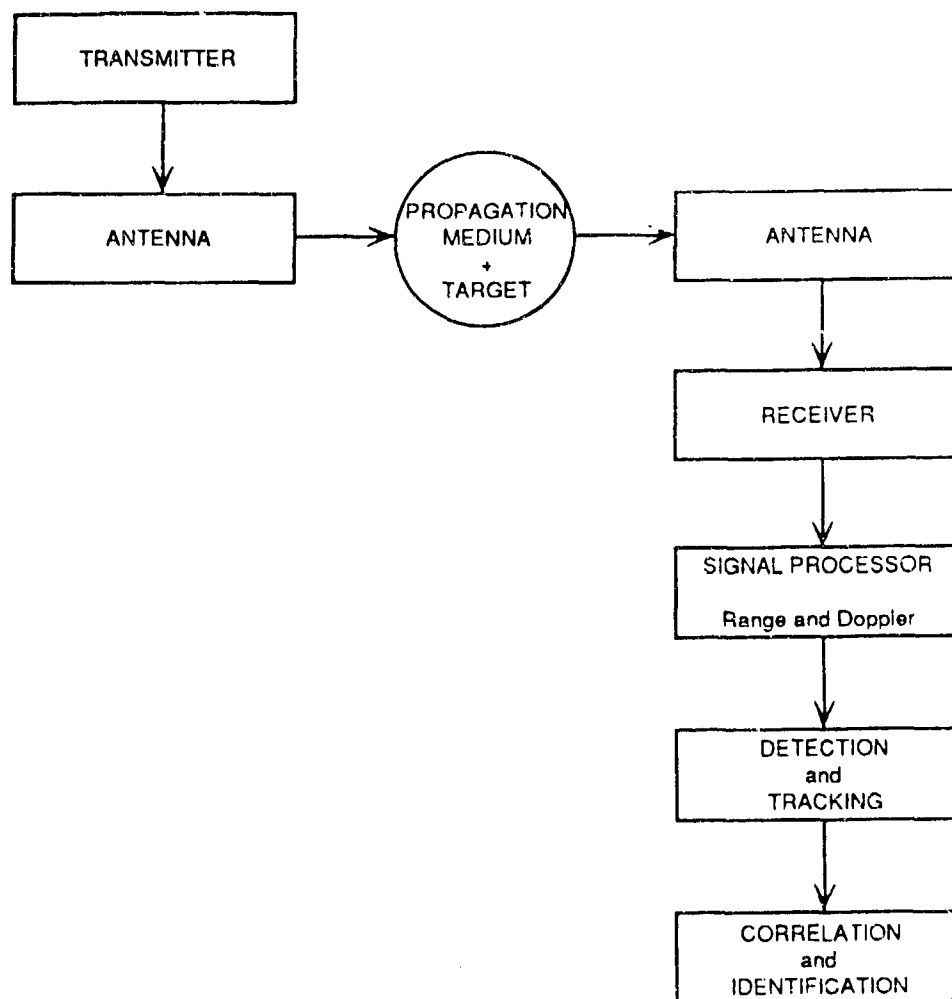 TRANSMITTER
ANTENNA
PROPAGATION
MEDIUM
+
TARGET
ANTENNA
RECEIVER
SIGNAL PROCESSOR
Range and Doppler
DETECTION
and
TRACKING
CORRELATION
and
IDENTIFICATION